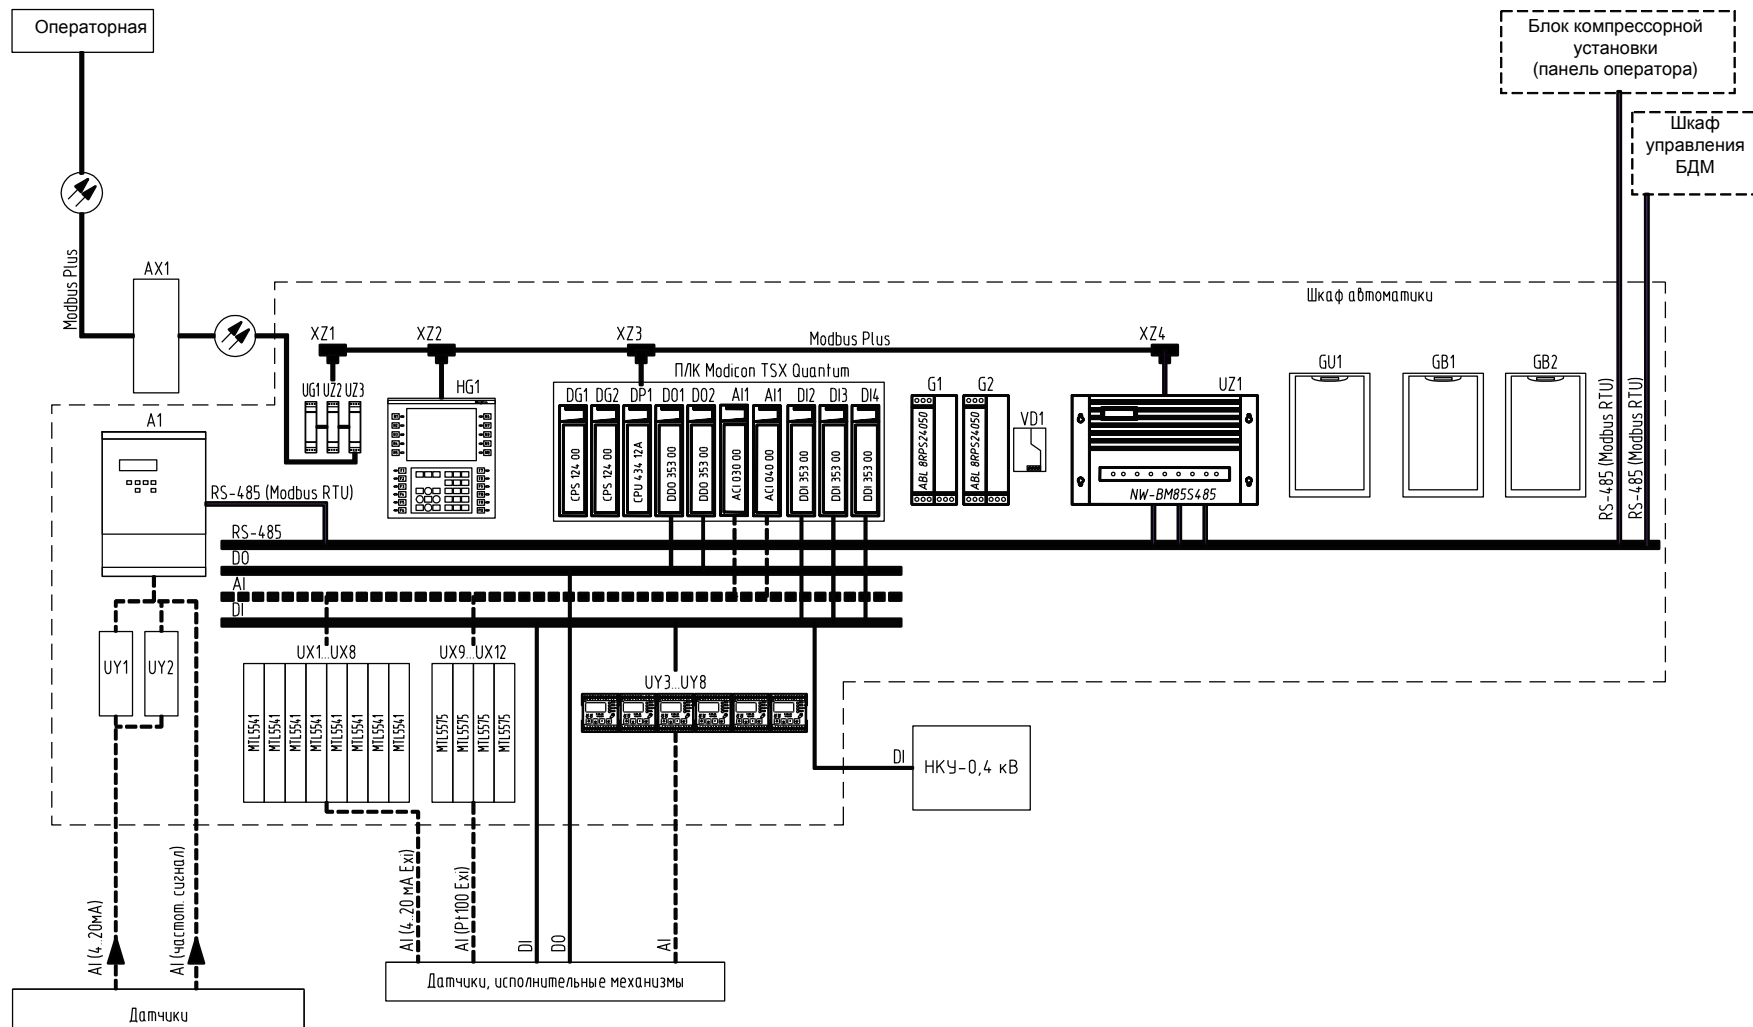 Операторная
Блок компрессорной
установки
(панель оператора)
Шкаф
управления
БДМ
Modbus Plus
AX1
Шкаф автоматики
XZ1
XZ2
XZ3
Modbus Plus
XZ4
UG1
UZ2
UZ3
HG1
ПЛК Modicon TSX Quantum
DG1
DG2
DP1
DO1
DO2
AI1
AI1
DI2
DI3
DI4
CPS 124 00
CPS 124 00
CPU 434 12A
DDO 353 00
DDO 353 00
ACI 030 00
ACI 040 00
DDI 353 00
DDI 353 00
DDI 353 00
G1
G2
ABL 8RPS24050
ABL 8RPS24050
VD1
UZ1
NW-BM85S485
GU1
GB1
GB2
RS-485 (Modbus RTU)
RS-485 (Modbus RTU)
A1
RS-485 (Modbus RTU)
RS-485
DO
AI
DI
UY1
UY2
UX1...UX8
MTL5541
MTL5541
MTL5541
MTL5541
MTL5541
MTL5541
MTL5541
MTL5541
UX9...UX12
MTL5575
MTL5575
MTL5575
MTL5575
UY3...UY8
DI
НКУ-0,4 кВ
AI (4..20мА)
AI (частот. сигнал)
AI (4..20 мА Exi)
AI (Pt100 Exi)
DI
DO
AI
Датчики, исполнительные механизмы
Датчики